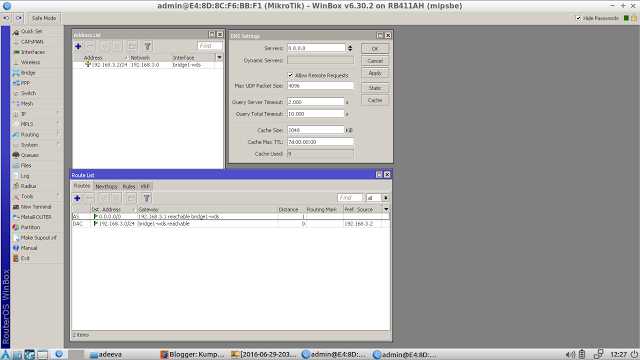 admin@E4:8D:8C:F6:BB:F1 (MikroTik) - WinBox v6.30.2 on RB411AH (mipsbe)
Safe Mode
Hide Passwords
Quick Set
CAPsMAN
Interfaces
Wireless
Bridge
PPP
Switch
Mesh
IP
MPLS
Routing
System
Queues
Files
Log
Radius
Tools
New Terminal
MetaROUTER
Partition
Make Supout.rif
Manual
Exit
RouterOS WinBox
Address List
Find
Address Network Interface
192.168.3.2/24 192.168.3.0 bridge1-wds
DNS Settings
Servers: 0.0.0.0
Dynamic Servers:
Allow Remote Requests
Max UDP Packet Size: 4096
Query Server Timeout: 2.000 s
Query Total Timeout: 10.000 s
Cache Size: 2048 KiB
Cache Max TTL: 7d 00:00:00
Cache Used: 9
OK
Cancel
Apply
Static
Cache
Route List
Routes Nexthops Rules VRF
Find all
Dst. Address Gateway Distance Routing Mark Pref. Source
AS 0.0.0.0/0 192.168.3.1 reachable bridge1-wds 1
DAC 192.168.3.0/24 bridge1-wds reachable 0 192.168.3.2
2 items
adeeva
Blogger: Kump...
[2016-06-29-203...
admin@E4:8D:...
admin@E4:8D:...
12:27